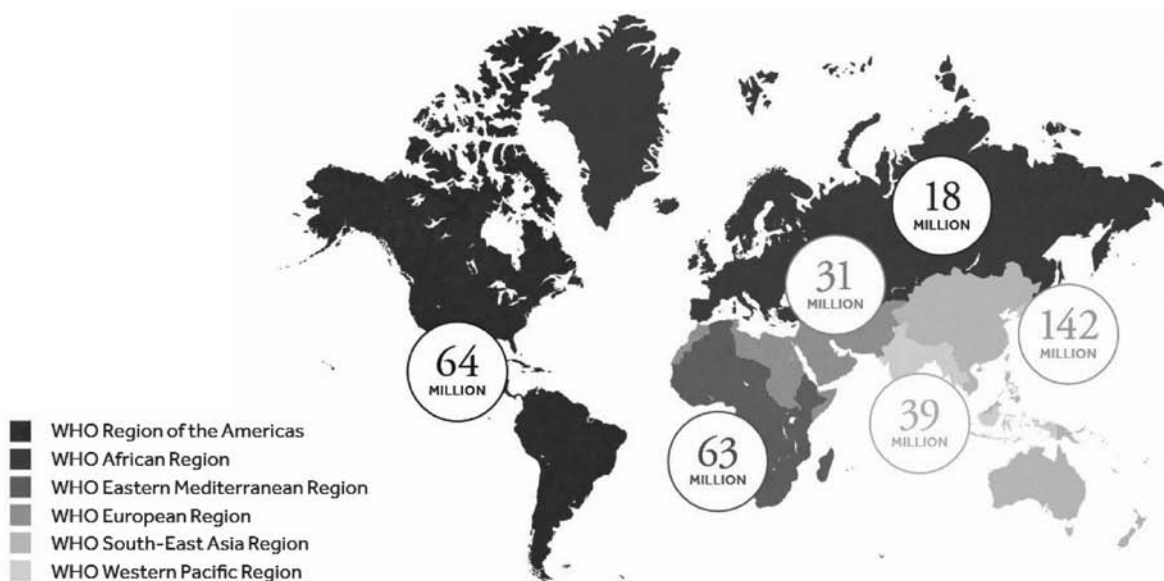 18
MILLION
31
MILLION
142
MILLION
64
MILLION
39
MILLION
63
MILLION
WHO Region of the Americas
WHO African Region
WHO Eastern Mediterranean Region
WHO European Region
WHO South-East Asia Region
WHO Western Pacific Region